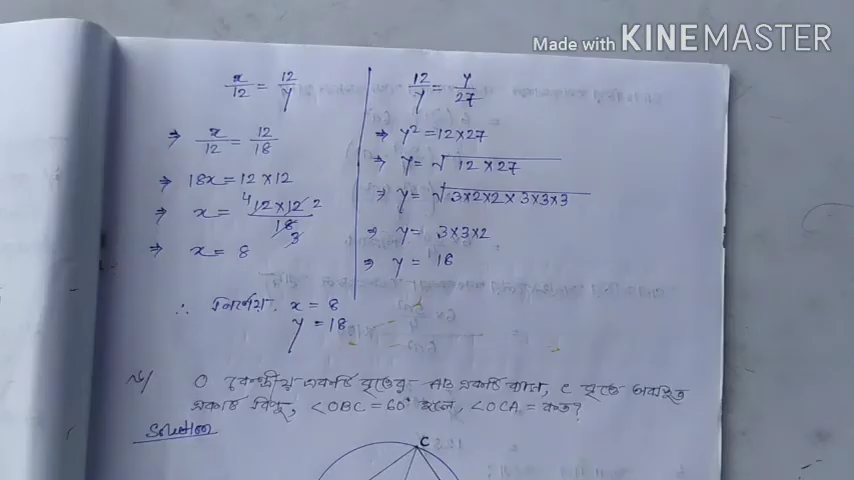 Made with KINEMASTER
x/12 = 12/y
⇒ x/12 = 12/18
⇒ 18x = 12×12
⇒ x = 4 12×12 2 / 18 3
⇒ x = 8
12/y = y/27
⇒ y² = 12×27
⇒ y = √12×27
⇒ y = √3×2×2×3×3×3
⇒ y = 3×3×2
⇒ y = 18
∴ নির্ণেয় x = 8
y = 18
O কেন্দ্রীয় একটি বৃত্তের AB একটি ব্যাস, C বৃত্তে অবস্থিত
একটি বিন্দু, ∠OBC = 60° হলে, ∠OCA = কত?
Solution
C